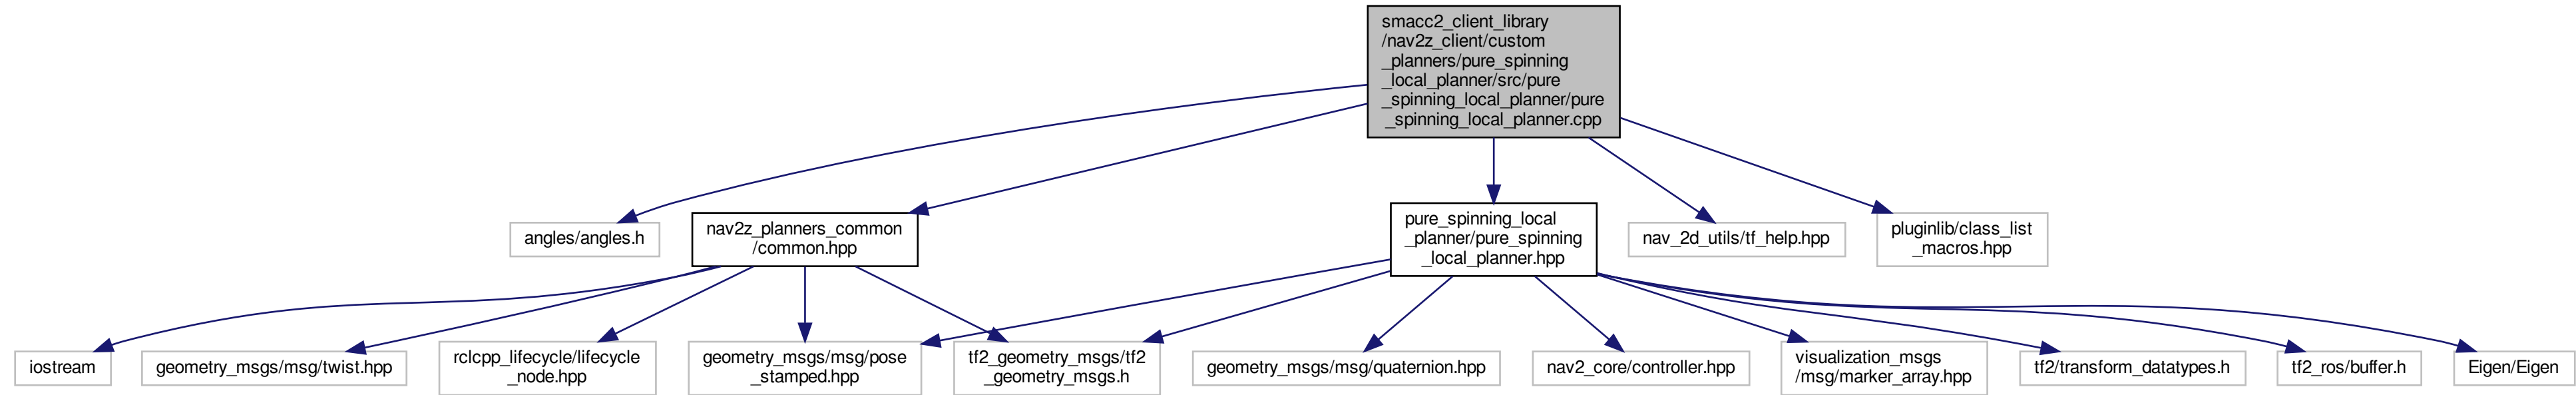 smacc2_client_library
/nav2z_client/custom
_planners/pure_spinning
_local_planner/src/pure
_spinning_local_planner/pure
_spinning_local_planner.cpp
angles/angles.h
nav2z_planners_common
/common.hpp
pure_spinning_local
_planner/pure_spinning
_local_planner.hpp
nav_2d_utils/tf_help.hpp
pluginlib/class_list
_macros.hpp
iostream
geometry_msgs/msg/twist.hpp
rclcpp_lifecycle/lifecycle
_node.hpp
geometry_msgs/msg/pose
_stamped.hpp
tf2_geometry_msgs/tf2
_geometry_msgs.h
geometry_msgs/msg/quaternion.hpp
nav2_core/controller.hpp
visualization_msgs
/msg/marker_array.hpp
tf2/transform_datatypes.h
tf2_ros/buffer.h
Eigen/Eigen